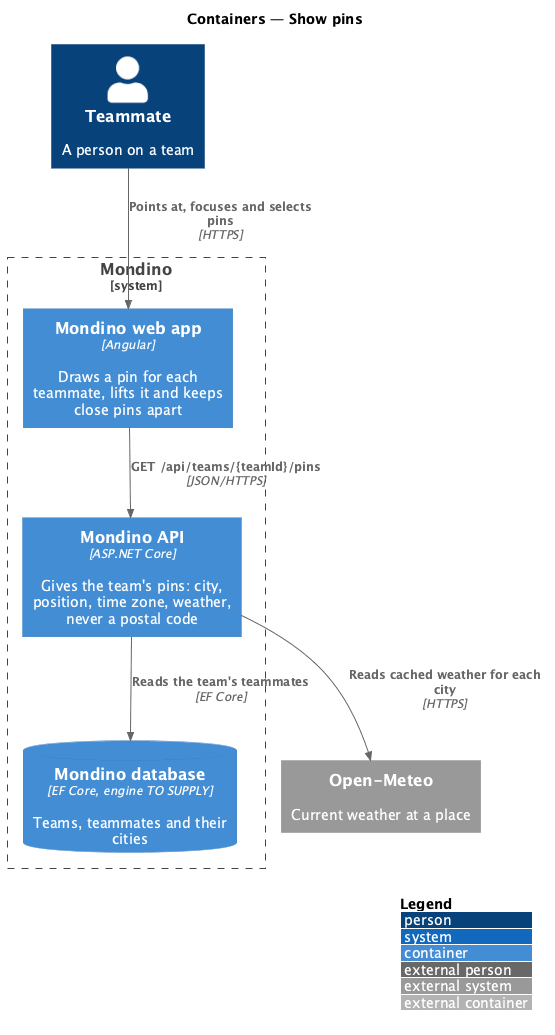 Containers — Show pins
Teammate
A person on a team
Points at, focuses and selects
pins
[HTTPS]
Mondino
[system]
Mondino web app
[Angular]
Draws a pin for each
teammate, lifts it and keeps
close pins apart
GET /api/teams/{teamId}/pins
[JSON/HTTPS]
Mondino API
[ASP.NET Core]
Gives the team's pins: city,
position, time zone, weather,
never a postal code
Reads the team's teammates
[EF Core]
Reads cached weather for each
city
[HTTPS]
Mondino database
[EF Core, engine TO SUPPLY]
Teams, teammates and their
cities
Open-Meteo
Current weather at a place
Legend
person
system
container
external person
external system
external container